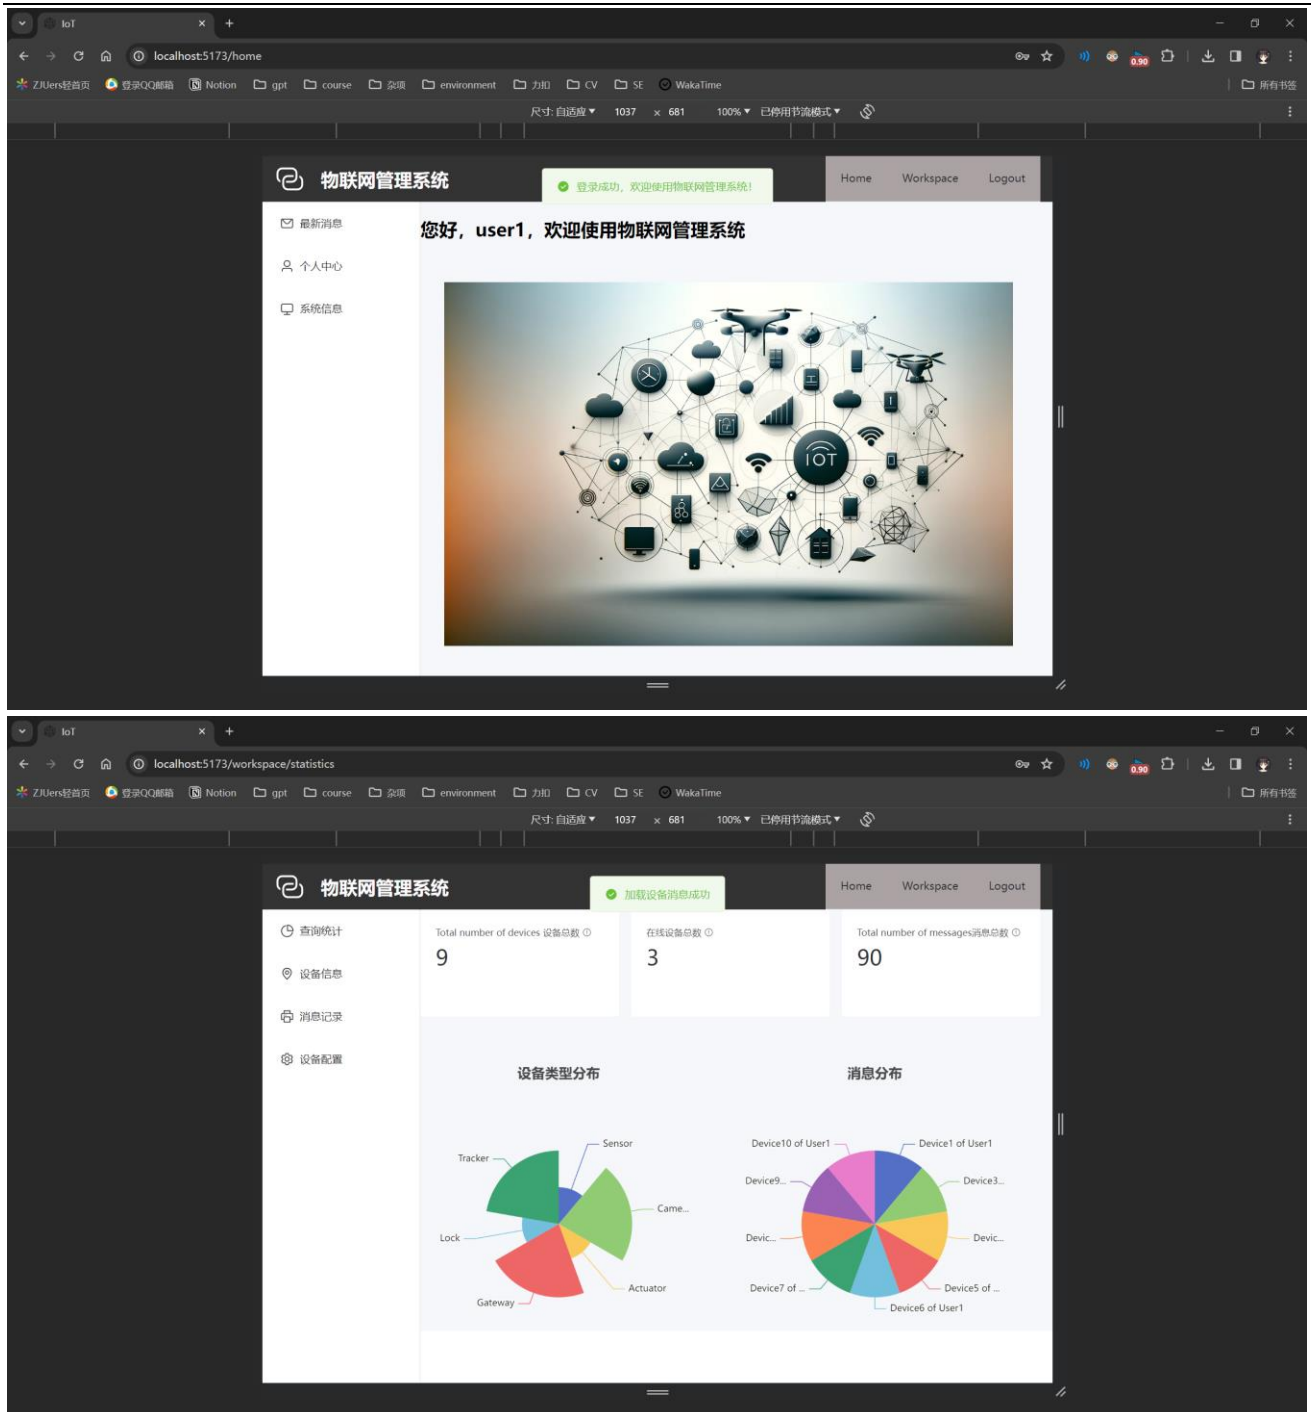 IoT
localhost:5173/home
0.90
ZJUers轻首页 登录QQ邮箱 Notion gpt course 杂项 environment 力扣 CV SE WakaTime 所有书签
尺寸: 自适应 1037 × 681 100% 已停用节流模式
物联网管理系统 登录成功，欢迎使用物联网管理系统! Home Workspace Logout
最新消息
您好，user1，欢迎使用物联网管理系统
个人中心
系统信息
IOT
IoT
localhost:5173/workspace/statistics
0.90
ZJUers轻首页 登录QQ邮箱 Notion gpt course 杂项 environment 力扣 CV SE WakaTime 所有书签
尺寸: 自适应 1037 × 681 100% 已停用节流模式
物联网管理系统 加载设备消息成功 Home Workspace Logout
查询统计
设备信息
消息记录
设备配置
Total number of devices 设备总数 在线设备总数 Total number of messages消息总数
9 3 90
设备类型分布 消息分布
Sensor
Tracker
Came...
Lock
Actuator
Gateway
Device10 of User1 Device1 of User1
Device9... Device3...
Devic... Devic...
Device7 of ... Device5 of ...
Device6 of User1